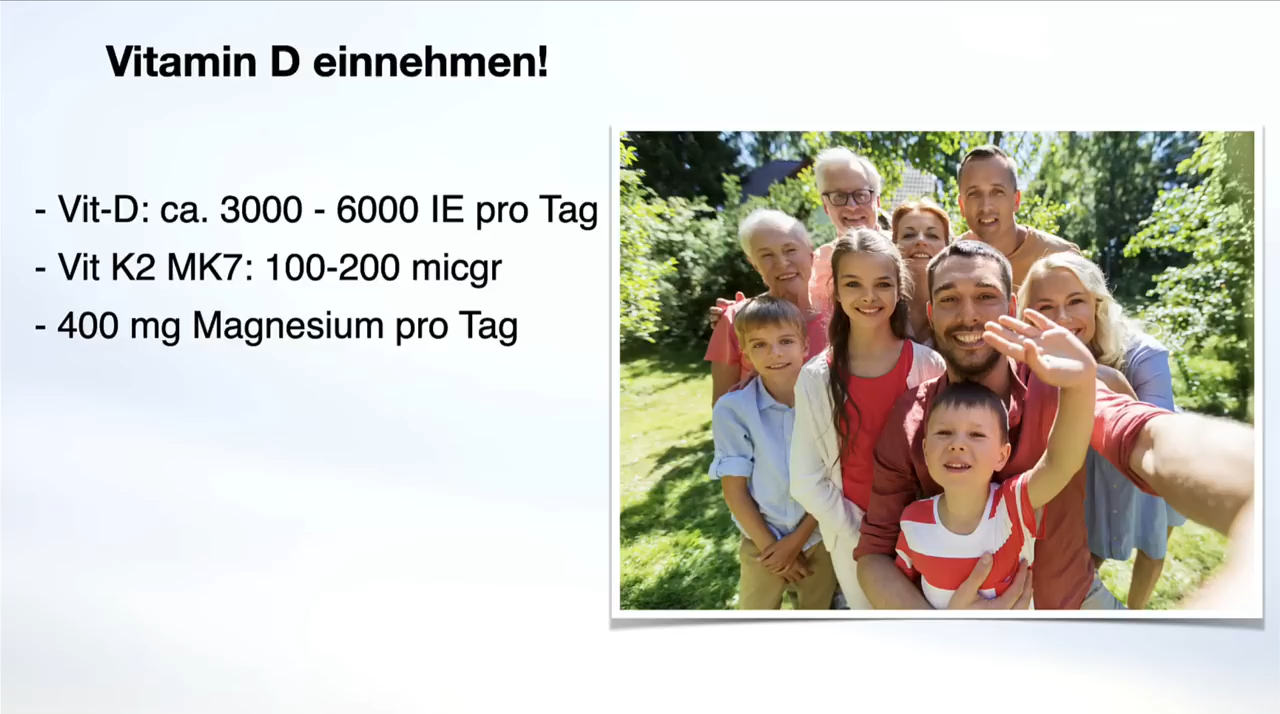 Vitamin D einnehmen!
- Vit-D: ca. 3000 - 6000 IE pro Tag
- Vit K2 MK7: 100-200 micgr
- 400 mg Magnesium pro Tag